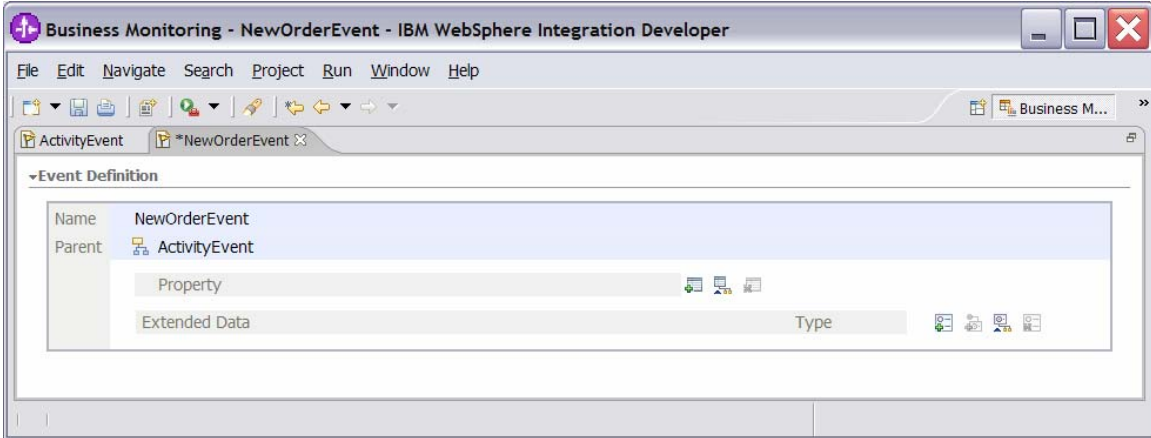 Business Monitoring - NewOrderEvent - IBM WebSphere Integration Developer
File Edit Navigate Search Project Run Window Help
Business M... »
ActivityEvent *NewOrderEvent
Event Definition
Name NewOrderEvent
Parent ActivityEvent
Property
Extended Data Type